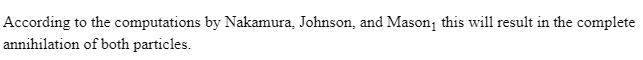 According to the computations by Nakamura, Johnson, and Mason₁ this will result in the complete
annihilation of both particles.